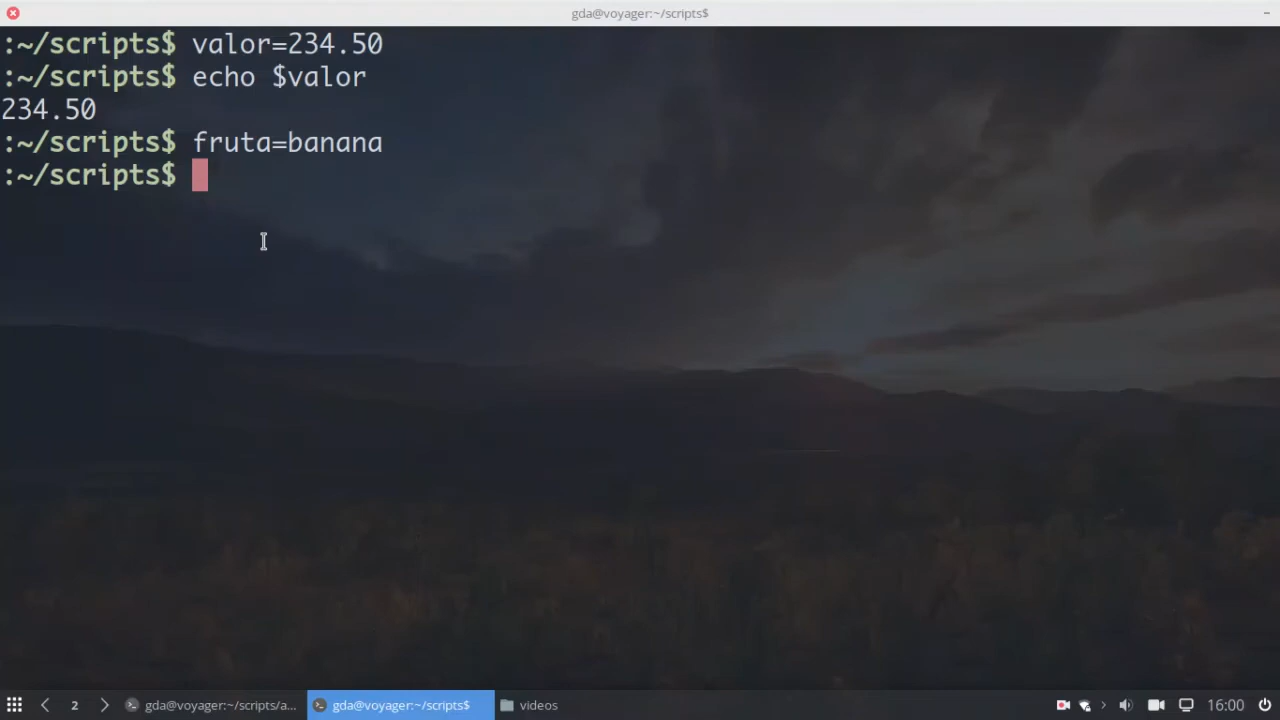 gda@voyager:~/scripts$
:~/scripts$ valor=234.50
:~/scripts$ echo $valor
234.50
:~/scripts$ fruta=banana
:~/scripts$
2 gda@voyager:~/scripts/a... gda@voyager:~/scripts$ videos 16:00